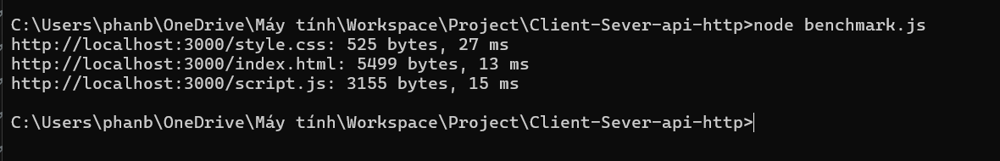 C:\Users\phanb\OneDrive\Máy tính\Workspace\Project\Client-Sever-api-http>node benchmark.js
http://localhost:3000/style.css: 525 bytes, 27 ms
http://localhost:3000/index.html: 5499 bytes, 13 ms
http://localhost:3000/script.js: 3155 bytes, 15 ms
C:\Users\phanb\OneDrive\Máy tính\Workspace\Project\Client-Sever-api-http>